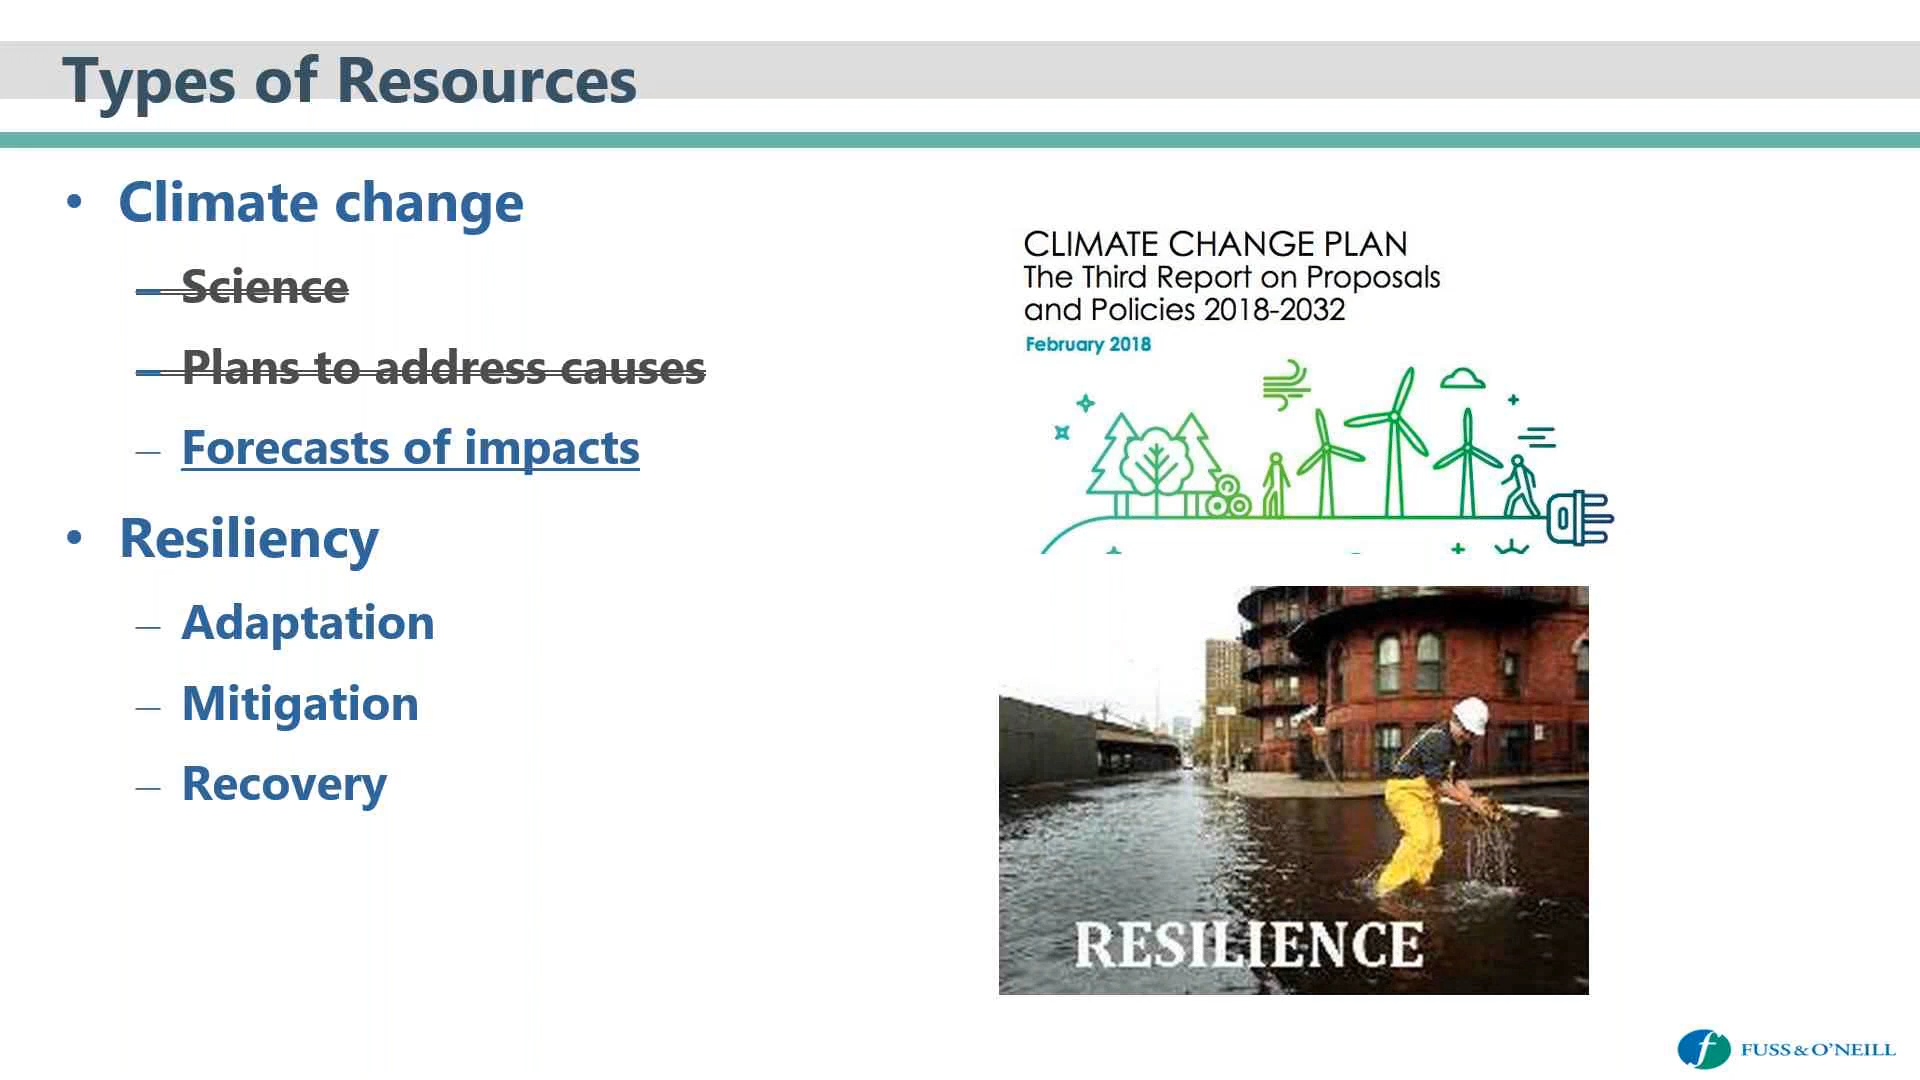 Types of Resources
• Climate change
– Science
– Plans to address causes
– Forecasts of impacts
• Resiliency
– Adaptation
– Mitigation
– Recovery
CLIMATE CHANGE PLAN
The Third Report on Proposals
and Policies 2018-2032
February 2018
RESILIENCE
f FUSS & O'NEILL